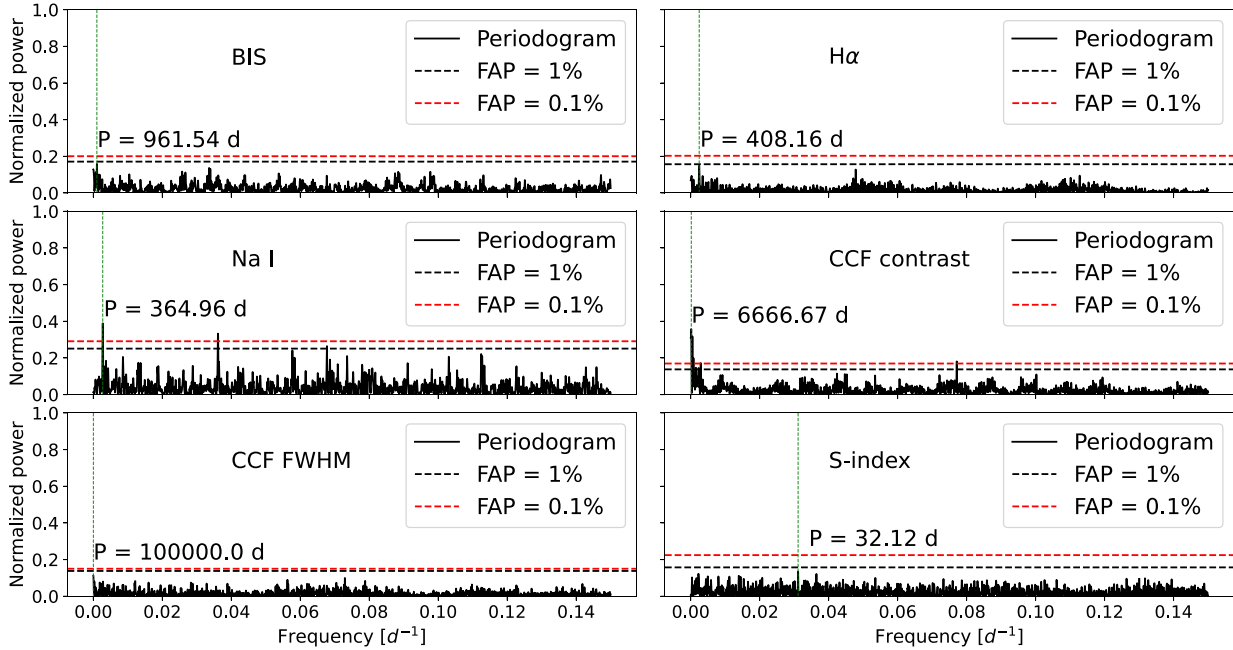 Normalized power
1.0
0.8
0.6
0.4
0.2
0.0
BIS
P = 961.54 d
Periodogram
FAP = 1%
FAP = 0.1%
Hα
P = 408.16 d
Periodogram
FAP = 1%
FAP = 0.1%
Normalized power
1.0
0.8
0.6
0.4
0.2
0.0
Na I
P = 364.96 d
Periodogram
FAP = 1%
FAP = 0.1%
CCF contrast
P = 6666.67 d
Periodogram
FAP = 1%
FAP = 0.1%
Normalized power
1.0
0.8
0.6
0.4
0.2
0.0
CCF FWHM
P = 100000.0 d
Periodogram
FAP = 1%
FAP = 0.1%
0.00 0.02 0.04 0.06 0.08 0.10 0.12 0.14
Frequency [d⁻¹]
S-index
P = 32.12 d
Periodogram
FAP = 1%
FAP = 0.1%
0.00 0.02 0.04 0.06 0.08 0.10 0.12 0.14
Frequency [d⁻¹]